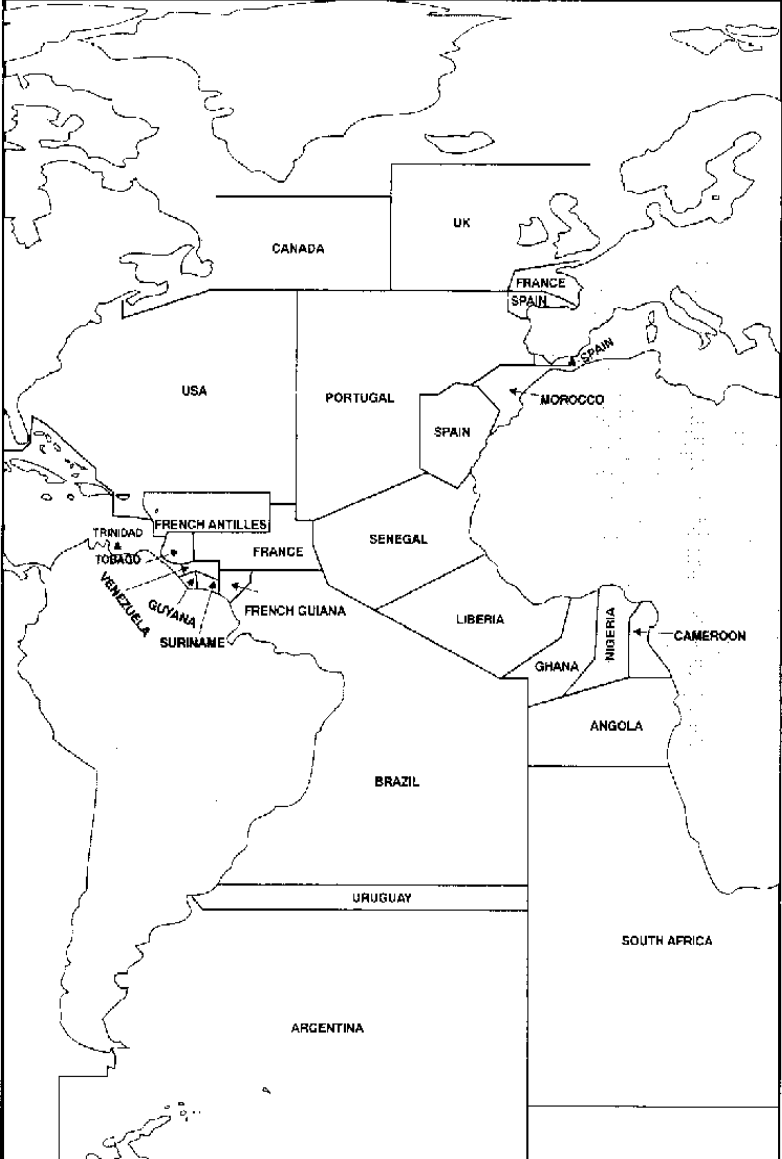 UK
CANADA
FRANCE
SPAIN
SPAIN
USA
PORTUGAL
MOROCCO
SPAIN
FRENCH ANTILLES
TRINIDAD
TOBAGO
FRANCE
SENEGAL
VENEZUELA
GUYANA
SURINAME
FRENCH GUIANA
LIBERIA
NIGERIA
CAMEROON
GHANA
ANGOLA
BRAZIL
URUGUAY
SOUTH AFRICA
ARGENTINA